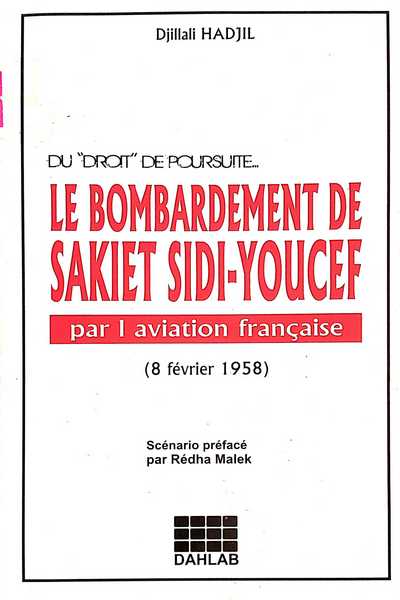 Djillali HADJIL
DU "DROIT" DE POURSUITE...
LE BOMBARDEMENT DE
SAKIET SIDI-YOUCEF
par l aviation française
(8 février 1958)
Scénario préfacé
par Rédha Malek
DAHLAB